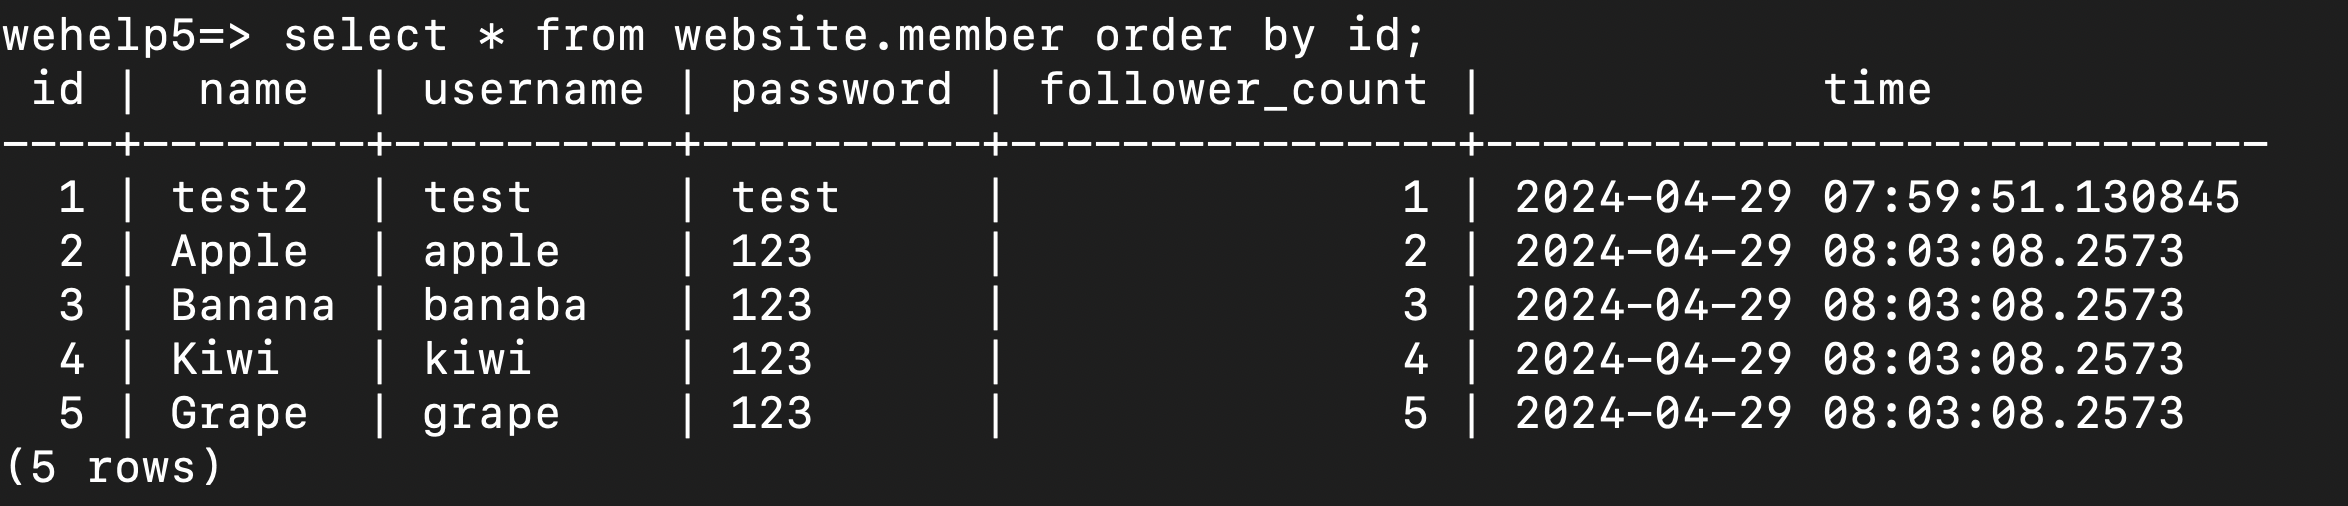 wehelp5=> select * from website.member order by id;
 id |  name  | username | password | follower_count |            time
----+--------+----------+----------+----------------+----------------------------
  1 | test2  | test     | test     |              1 | 2024-04-29 07:59:51.130845
  2 | Apple  | apple    | 123      |              2 | 2024-04-29 08:03:08.2573
  3 | Banana | banaba   | 123      |              3 | 2024-04-29 08:03:08.2573
  4 | Kiwi   | kiwi     | 123      |              4 | 2024-04-29 08:03:08.2573
  5 | Grape  | grape    | 123      |              5 | 2024-04-29 08:03:08.2573
(5 rows)